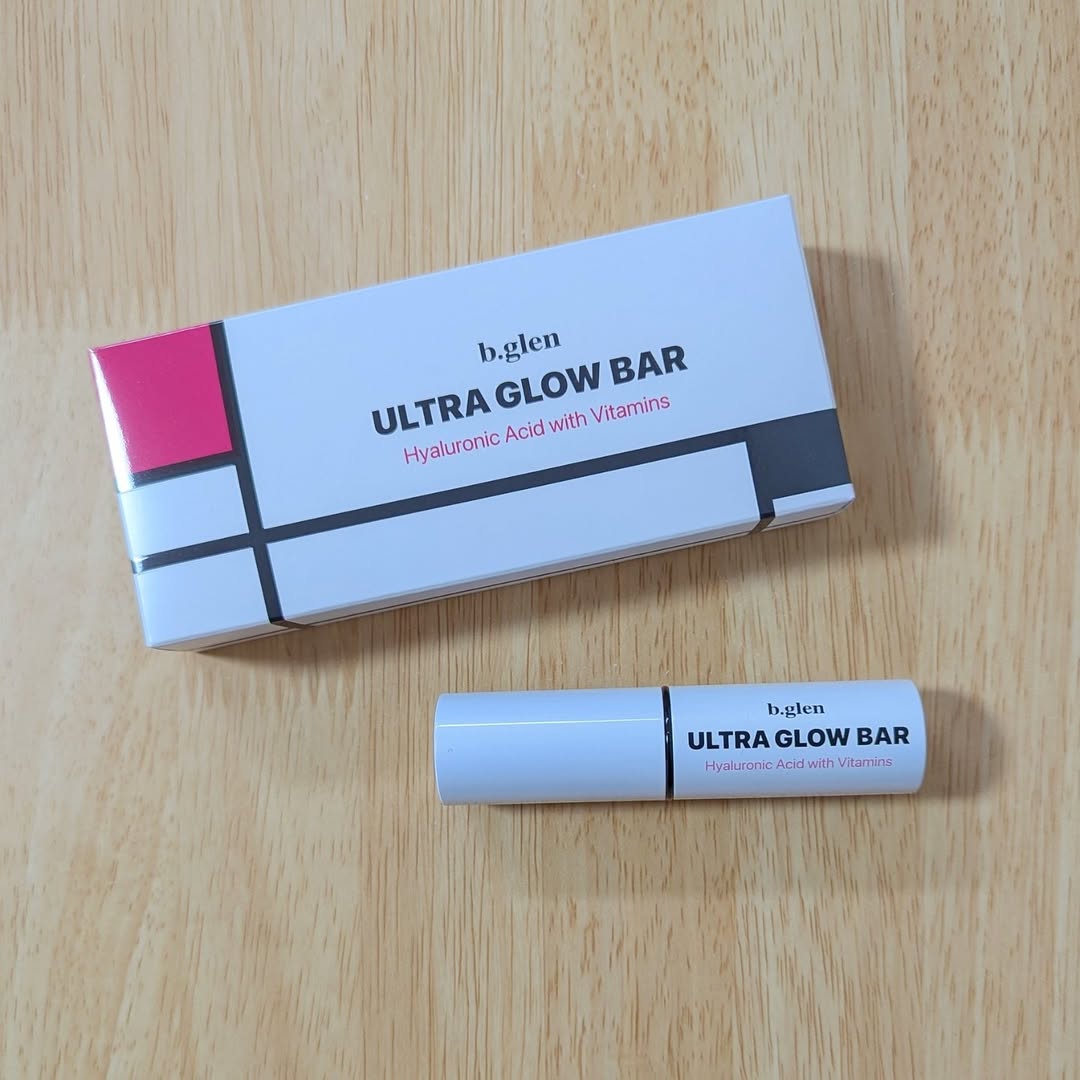 b.glen
ULTRA GLOW BAR
Hyaluronic Acid with Vitamins
b.glen
ULTRA GLOW BAR
Hyaluronic Acid with Vitamins